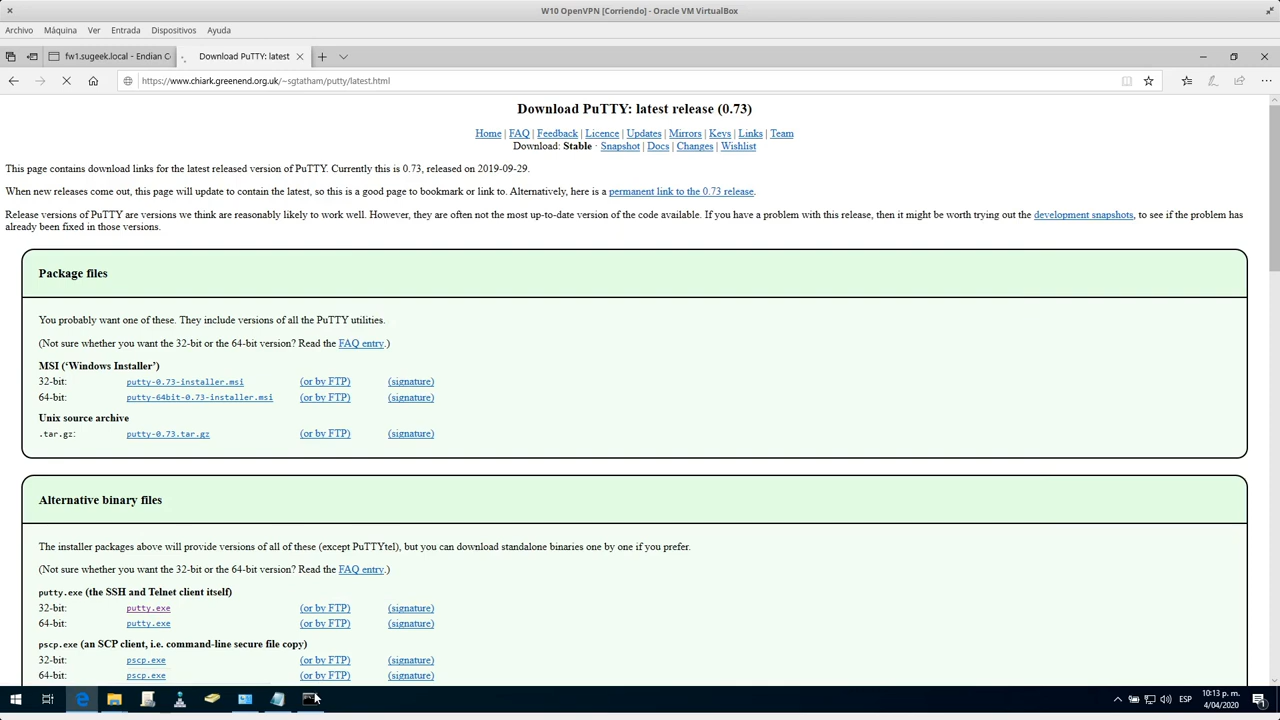 W10 OpenVPN [Corriendo] - Oracle VM VirtualBox
Archivo Máquina Ver Entrada Dispositivos Ayuda
fw1.sugeek.local - Endian C
Download PuTTY: latest
https://www.chiark.greenend.org.uk/~sgtatham/putty/latest.html
Download PuTTY: latest release (0.73)
Home | FAQ | Feedback | Licence | Updates | Mirrors | Keys | Links | Team
Download: Stable · Snapshot | Docs | Changes | Wishlist
This page contains download links for the latest released version of PuTTY. Currently this is 0.73, released on 2019-09-29.
When new releases come out, this page will update to contain the latest, so this is a good page to bookmark or link to. Alternatively, here is a permanent link to the 0.73 release.
Release versions of PuTTY are versions we think are reasonably likely to work well. However, they are often not the most up-to-date version of the code available. If you have a problem with this release, then it might be worth trying out the development snapshots, to see if the problem has
already been fixed in those versions.
Package files
You probably want one of these. They include versions of all the PuTTY utilities.
(Not sure whether you want the 32-bit or the 64-bit version? Read the FAQ entry.)
MSI (‘Windows Installer’)
32-bit: putty-0.73-installer.msi (or by FTP) (signature)
64-bit: putty-64bit-0.73-installer.msi (or by FTP) (signature)
Unix source archive
.tar.gz: putty-0.73.tar.gz (or by FTP) (signature)
Alternative binary files
The installer packages above will provide versions of all of these (except PuTTYtel), but you can download standalone binaries one by one if you prefer.
(Not sure whether you want the 32-bit or the 64-bit version? Read the FAQ entry.)
putty.exe (the SSH and Telnet client itself)
32-bit: putty.exe (or by FTP) (signature)
64-bit: putty.exe (or by FTP) (signature)
pscp.exe (an SCP client, i.e. command-line secure file copy)
32-bit: pscp.exe (or by FTP) (signature)
64-bit: pscp.exe (or by FTP) (signature)
ESP
10:13 p. m.
4/04/2020